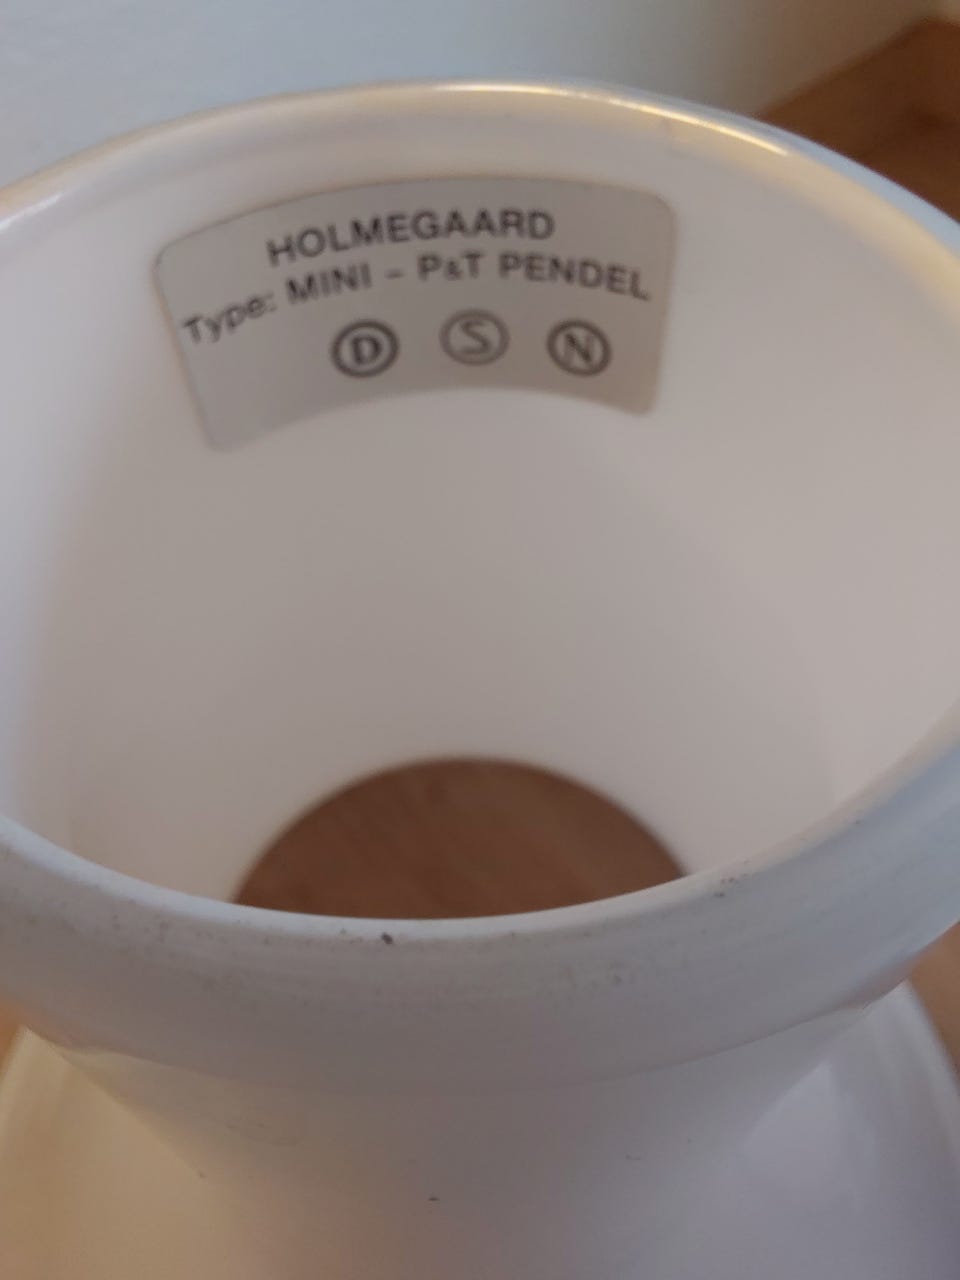 HOLMEGAARD
Type: MINI – P&T PENDEL
D S N